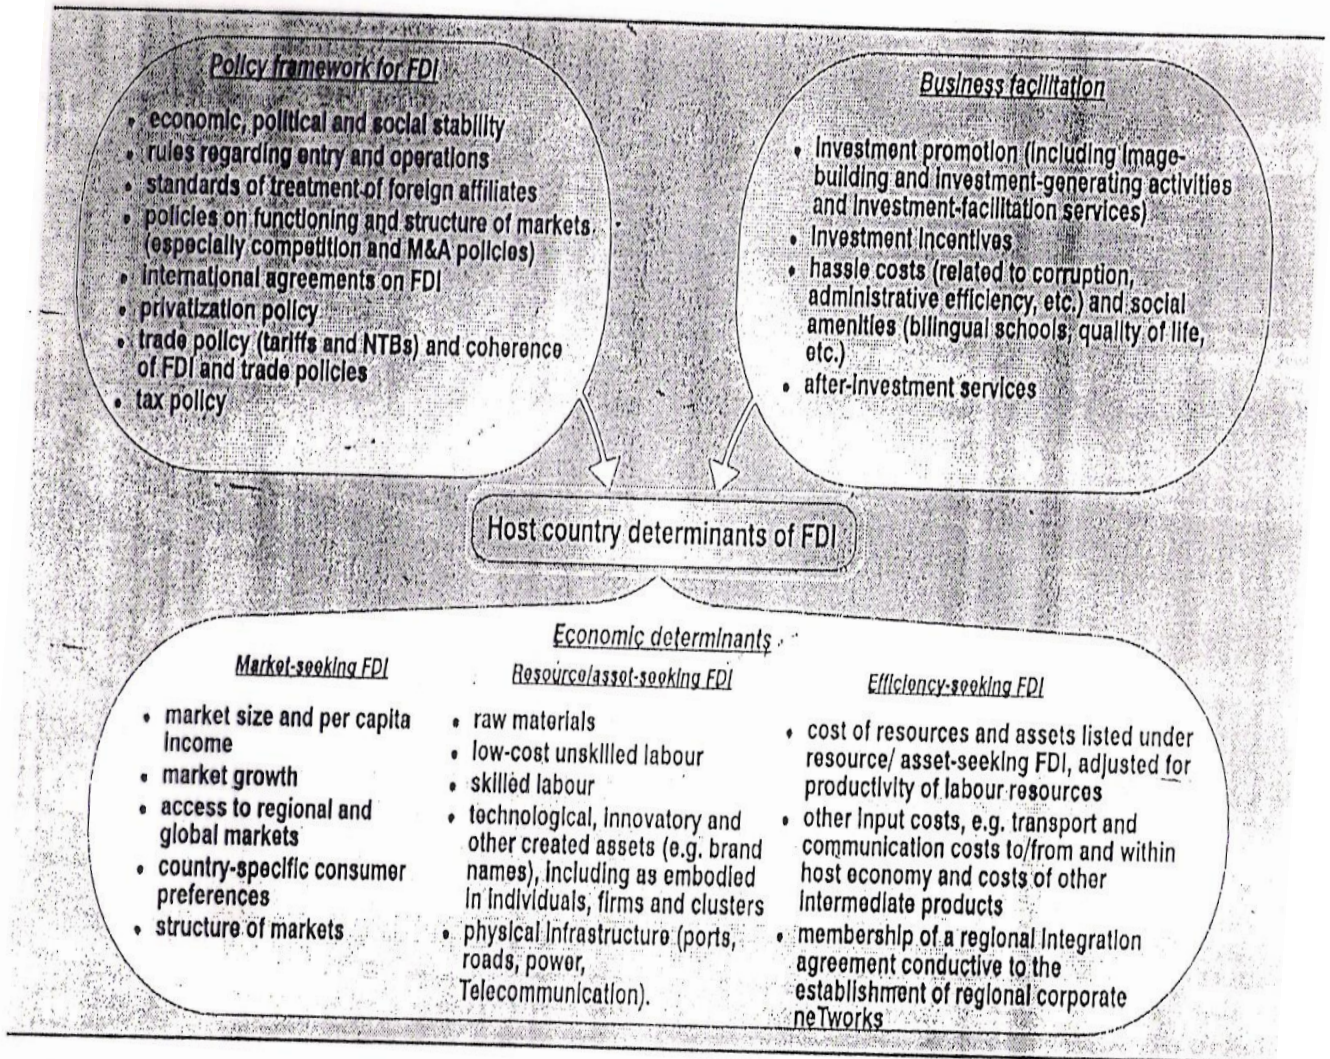 Policy framework for FDI
• economic, political and social stability
• rules regarding entry and operations
• standards of treatment of foreign affiliates
• policies on functioning and structure of markets
(especially competition and M&A policies)
• international agreements on FDI
• privatization policy
• trade policy (tariffs and NTBs) and coherence
of FDI and trade policies
• tax policy
Business facilitation
• Investment promotion (including image-
building and investment-generating activities
and investment-facilitation services)
• Investment incentives
• hassle costs (related to corruption,
administrative efficiency, etc.) and social
amenities (bilingual schools, quality of life,
etc.)
• after-investment services
Host country determinants of FDI
Economic determinants
Market-seeking FDI
• market size and per capita
income
• market growth
• access to regional and
global markets
• country-specific consumer
preferences
• structure of markets
Resource/asset-seeking FDI
• raw materials
• low-cost unskilled labour
• skilled labour
• technological, innovatory and
other created assets (e.g. brand
names), including as embodied
in individuals, firms and clusters
• physical infrastructure (ports,
roads, power,
Telecommunication).
Efficiency-seeking FDI
• cost of resources and assets listed under
resource/ asset-seeking FDI, adjusted for
productivity of labour resources
• other input costs, e.g. transport and
communication costs to/from and within
host economy and costs of other
intermediate products
• membership of a regional integration
agreement conductive to the
establishment of regional corporate
neTworks